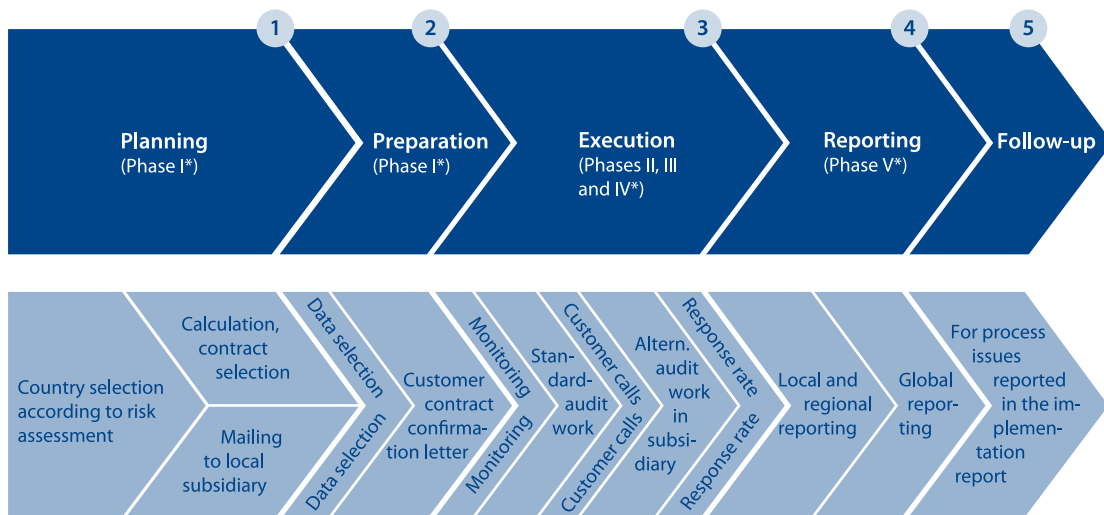 1
2
3
4
5
Planning
(Phase I*)
Preparation
(Phase I*)
Execution
(Phases II, III
and IV*)
Reporting
(Phase V*)
Follow-up
Country selection
according to risk
assessment
Calculation,
contract
selection
Mailing
to local
subsidiary
Data selection
Data selection
Customer
contract
confirma-
tion letter
Monitoring
Monitoring
Stan-
dard-
audit
work
Customer calls
Customer calls
Altern.
audit
work
in
subsi-
diary
Response rate
Response rate
Local and
regional
reporting
Global
repor-
ting
For process
issues
reported
in the im-
plemen-
tation
report